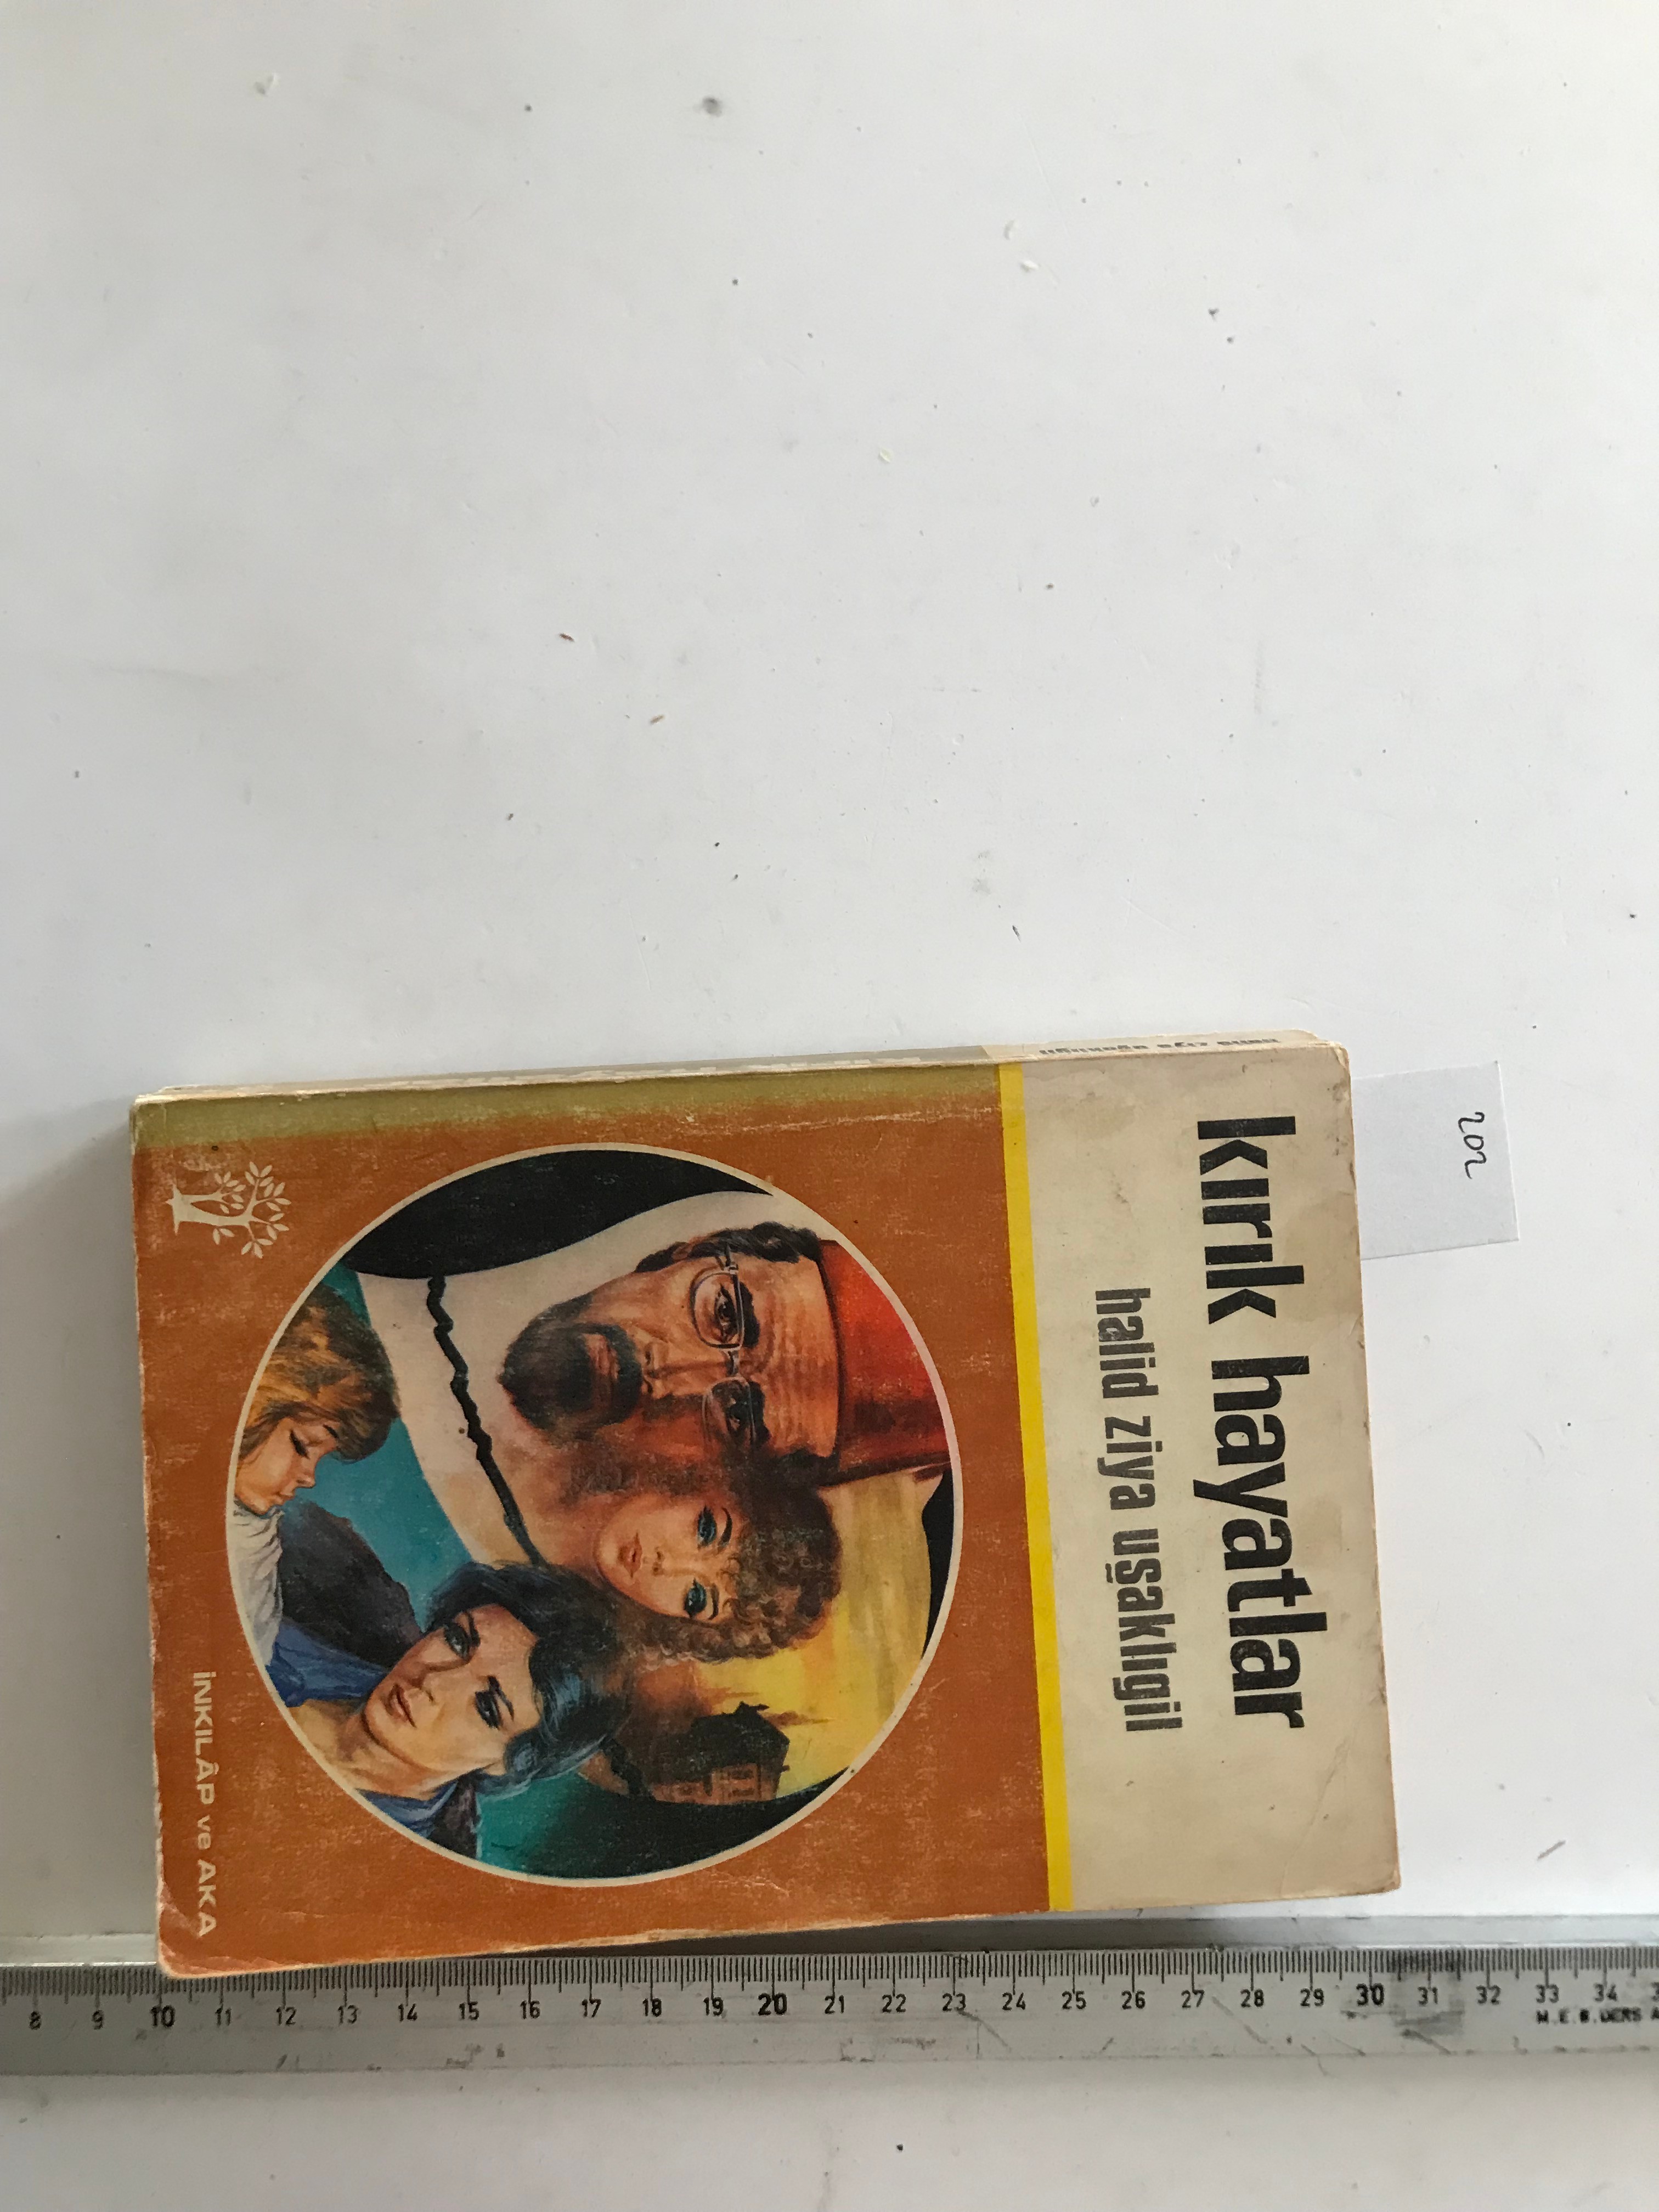 202
kırık hayatlar
halid ziya uşaklıgil
İNKILÂP ve AKA
8 9 10 11 12 13 14 15 16 17 18 19 20 21 22 23 24 25 26 27 28 29 30 31 32 33 34